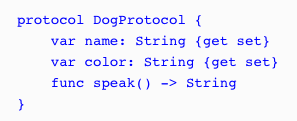 protocol DogProtocol {
    var name: String {get set}
    var color: String {get set}
    func speak() -> String
}